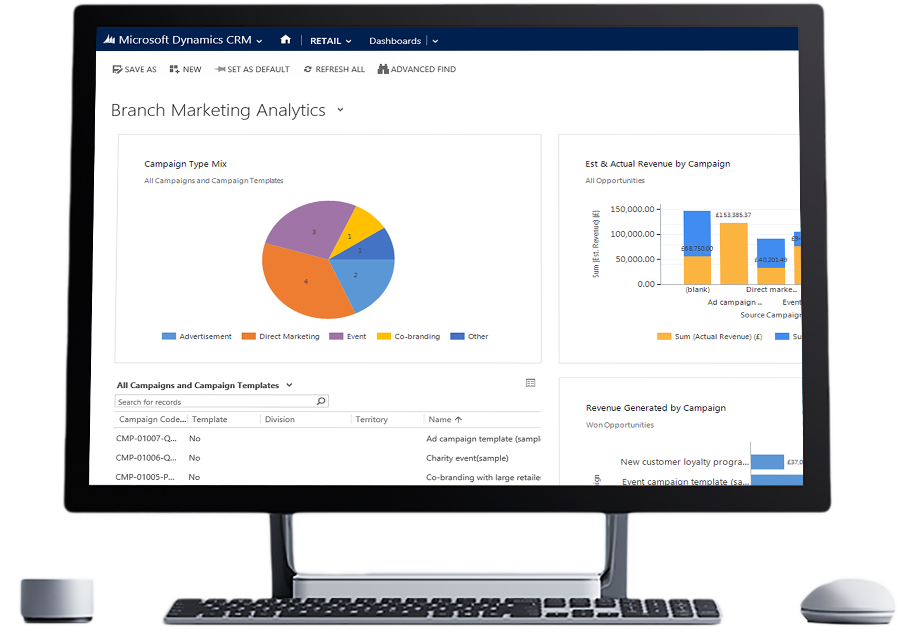 Microsoft Dynamics CRM RETAIL Dashboards
SAVE AS NEW SET AS DEFAULT REFRESH ALL ADVANCED FIND
Branch Marketing Analytics
Campaign Type Mix
All Campaigns and Campaign Templates
3
1
1
2
4
Advertisement Direct Marketing Event Co-branding Other
Est & Actual Revenue by Campaign
All Opportunities
Sum (Est. Revenue) (£)
150,000.00
100,000.00
50,000.00
0.00
£153,385.37
£40,201.49
(blank) Direct marke...
Ad campaign ... Event
Source Campaign
Sum (Actual Revenue) (£) Su
All Campaigns and Campaign Templates
Search for records
Campaign Code... Template Division Territory Name
CMP-01007-Q... No Ad campaign template (sampl
CMP-01006-Q... No Charity event(sample)
CMP-01005-P... No Co-branding with large retailer
Revenue Generated by Campaign
Won Opportunities
New customer loyalty progra... £37,0
Event campaign template (sa...
ign